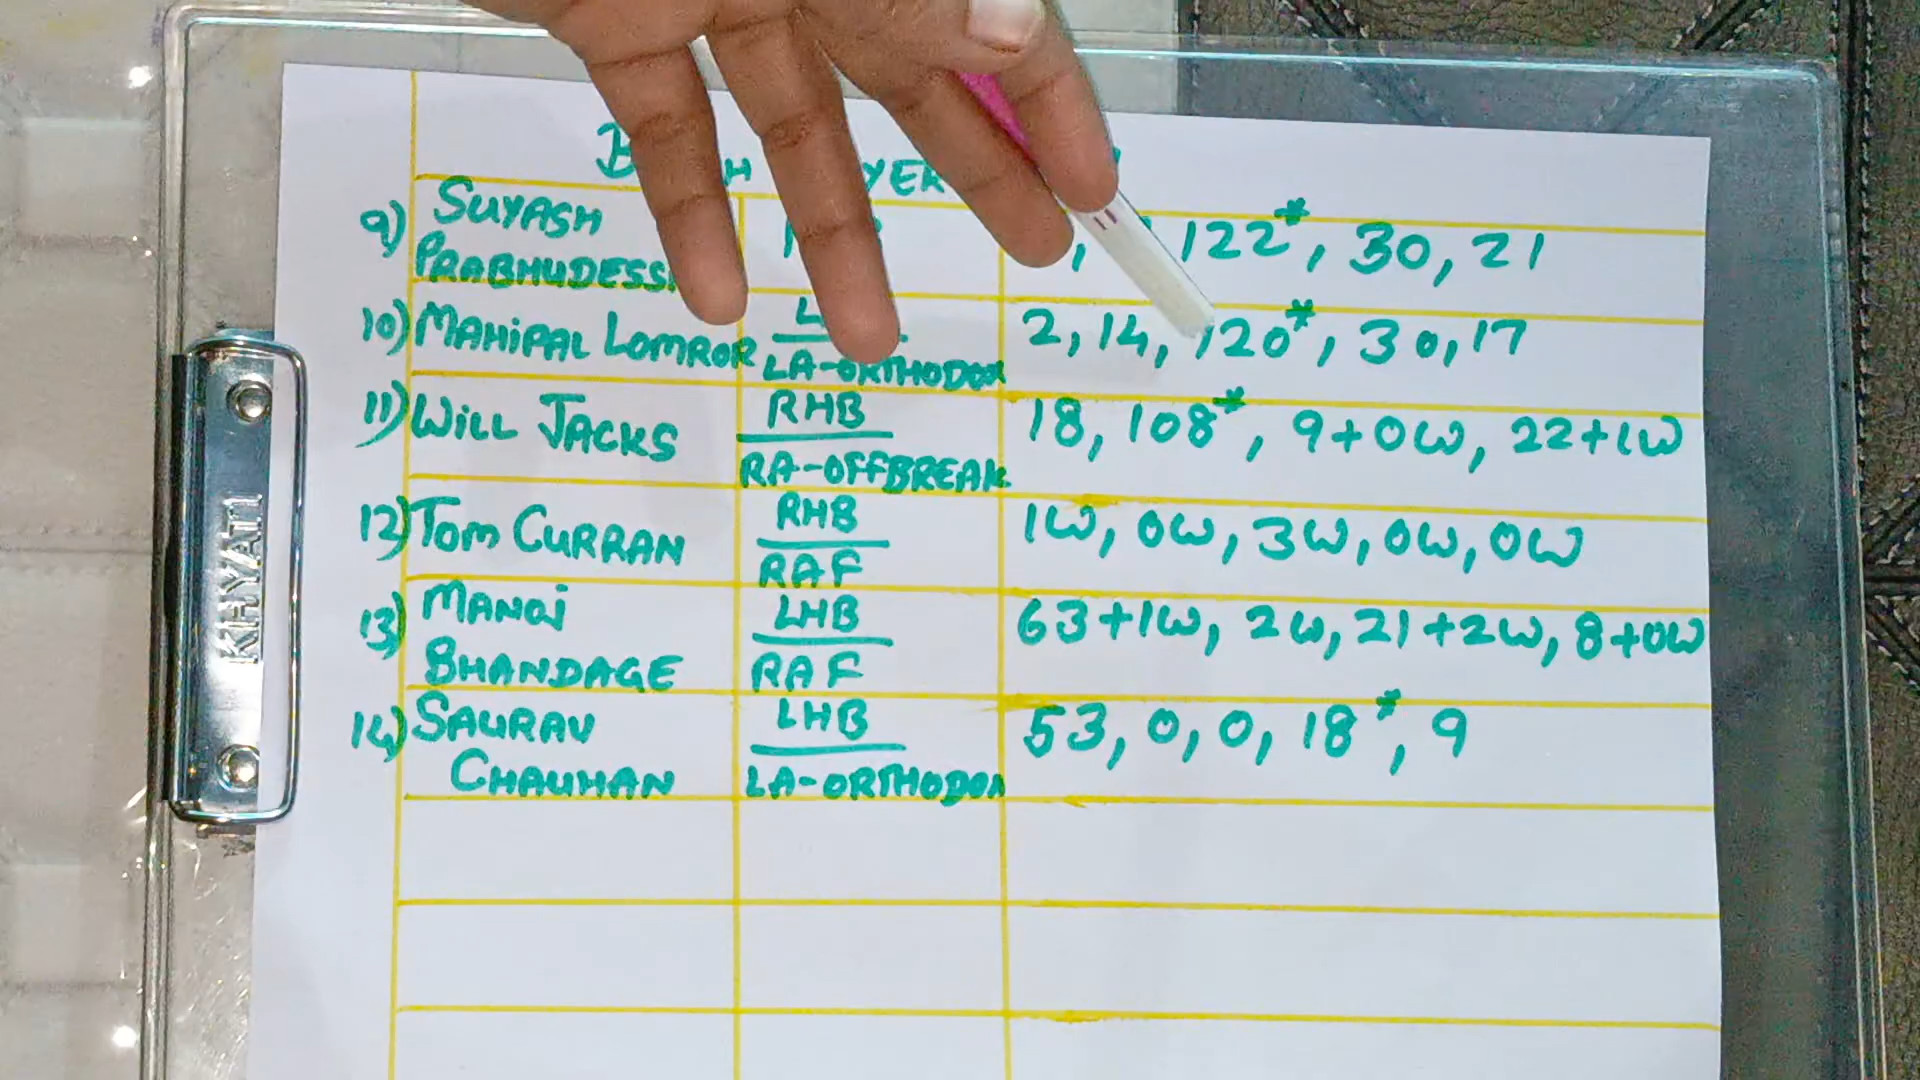 9) SUYASH PRABHUDESS 122*, 30, 21
10) MAHIPAL LOMROR LA-ORTHODOX 2, 14, 120*, 30, 17
11) WILL JACKS RHB RA-OFFBREAK 18, 108*, 9+0W, 22+1W
12) TOM CURRAN RHB RAF 1W, 0W, 3W, 0W, 0W
13) MANOJ BHANDAGE LHB RAF 63+1W, 2W, 21+2W, 8+0W
14) SAURAV CHAUHAN LHB LA-ORTHODOX 53, 0, 0, 18*, 9
KHYATI